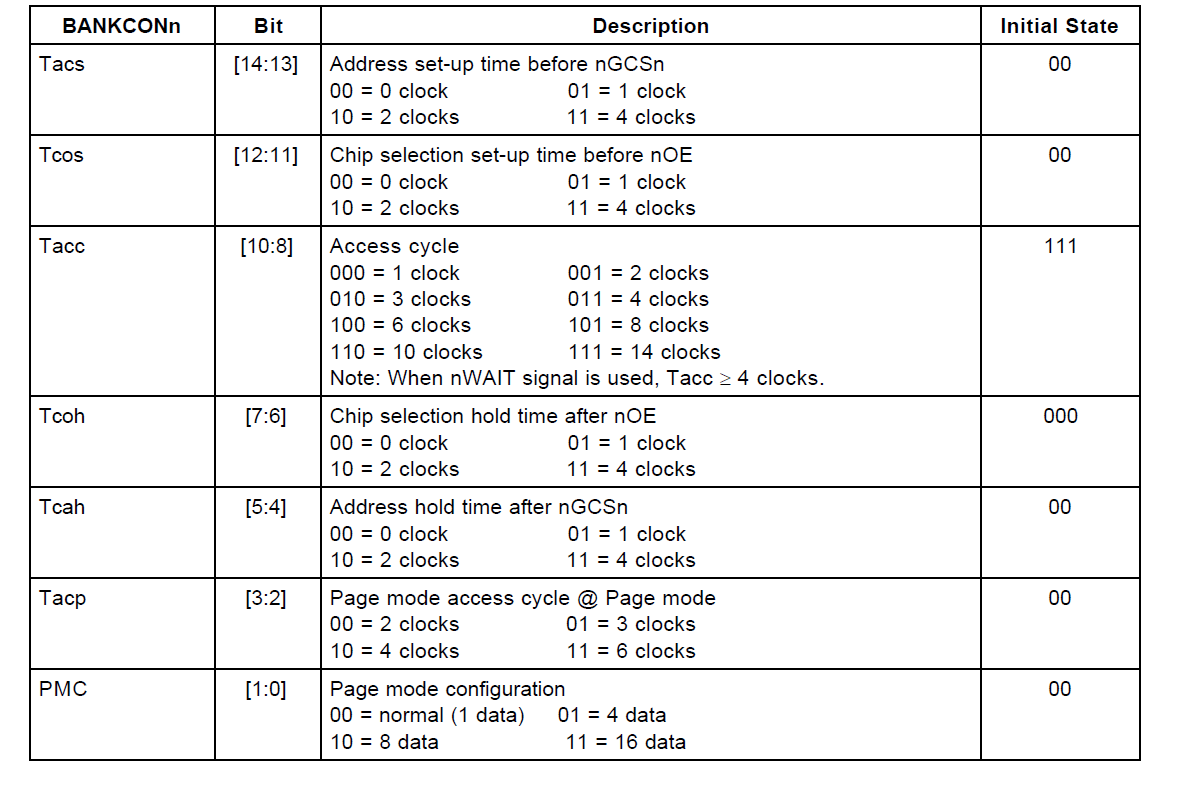 BANKCONn Bit Description Initial State
Tacs [14:13] Address set-up time before nGCSn 00
00 = 0 clock 01 = 1 clock
10 = 2 clocks 11 = 4 clocks
Tcos [12:11] Chip selection set-up time before nOE 00
00 = 0 clock 01 = 1 clock
10 = 2 clocks 11 = 4 clocks
Tacc [10:8] Access cycle 111
000 = 1 clock 001 = 2 clocks
010 = 3 clocks 011 = 4 clocks
100 = 6 clocks 101 = 8 clocks
110 = 10 clocks 111 = 14 clocks
Note: When nWAIT signal is used, Tacc ≥ 4 clocks.
Tcoh [7:6] Chip selection hold time after nOE 000
00 = 0 clock 01 = 1 clock
10 = 2 clocks 11 = 4 clocks
Tcah [5:4] Address hold time after nGCSn 00
00 = 0 clock 01 = 1 clock
10 = 2 clocks 11 = 4 clocks
Tacp [3:2] Page mode access cycle @ Page mode 00
00 = 2 clocks 01 = 3 clocks
10 = 4 clocks 11 = 6 clocks
PMC [1:0] Page mode configuration 00
00 = normal (1 data) 01 = 4 data
10 = 8 data 11 = 16 data